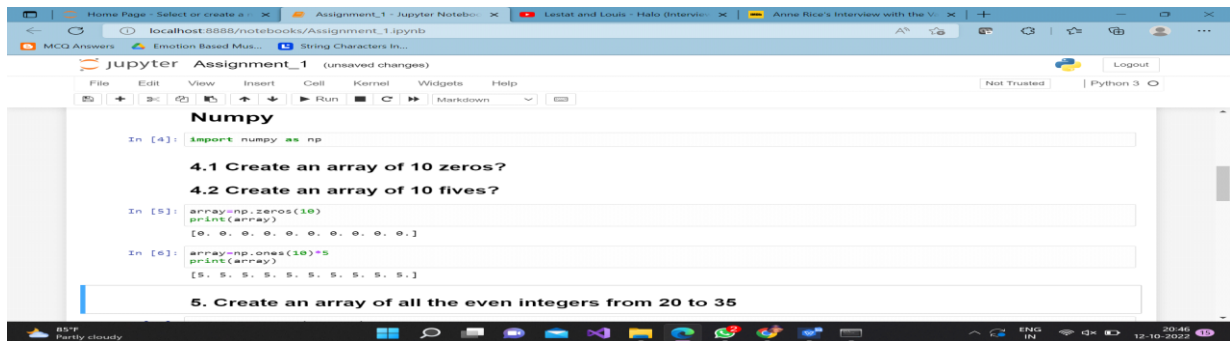 Home Page - Select or create a n
Assignment_1 - Jupyter Noteboo
Lestat and Louis - Halo (Intervie
Anne Rice's Interview with the V
localhost:8888/notebooks/Assignment_1.ipynb
MCQ Answers Emotion Based Mus... String Characters In...
jupyter Assignment_1 (unsaved changes)
Logout
File Edit View Insert Cell Kernel Widgets Help
Not Trusted Python 3
Run Markdown
Numpy
In [4]: import numpy as np
4.1 Create an array of 10 zeros?
4.2 Create an array of 10 fives?
In [5]: array=np.zeros(10)
print(array)
[0. 0. 0. 0. 0. 0. 0. 0. 0. 0.]
In [6]: array=np.ones(10)*5
print(array)
[5. 5. 5. 5. 5. 5. 5. 5. 5. 5.]
5. Create an array of all the even integers from 20 to 35
85°F
Partly cloudy
ENG
IN
20:46
12-10-2022
15